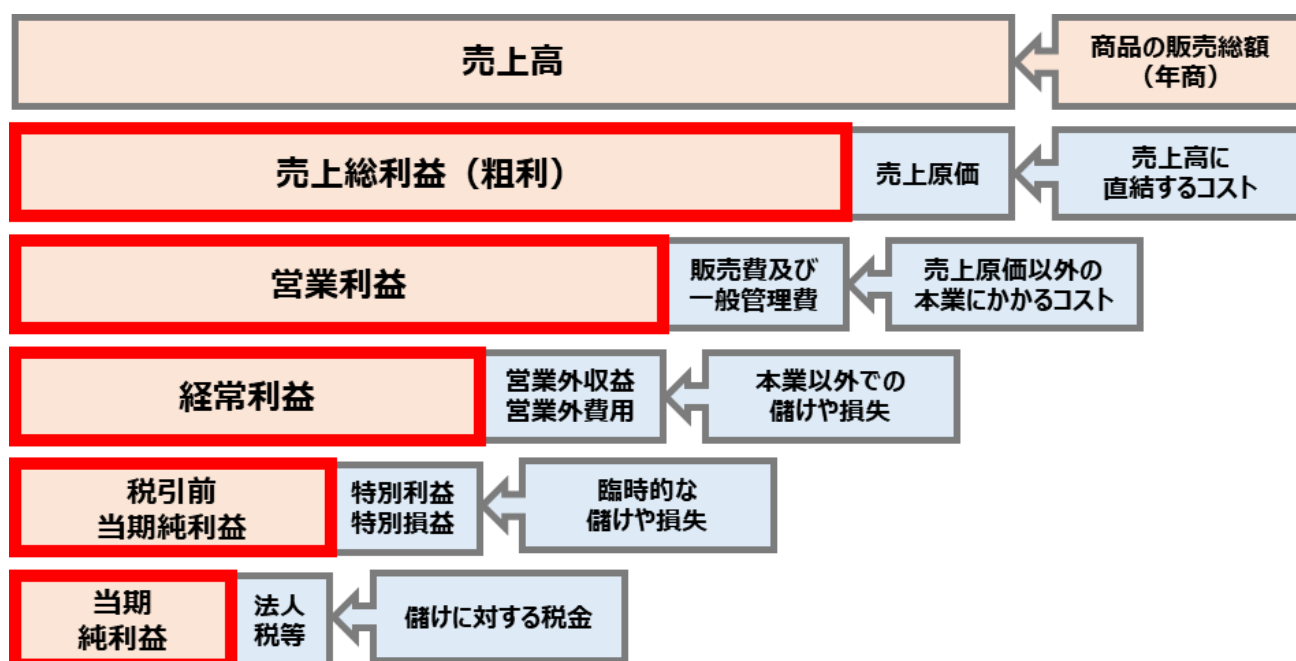 売上高
商品の販売総額
（年商）
売上総利益（粗利）
売上原価
売上高に
直結するコスト
営業利益
販売費及び
一般管理費
売上原価以外の
本業にかかるコスト
経常利益
営業外収益
営業外費用
本業以外での
儲けや損失
税引前
当期純利益
特別利益
特別損益
臨時的な
儲けや損失
当期
純利益
法人
税等
儲けに対する税金